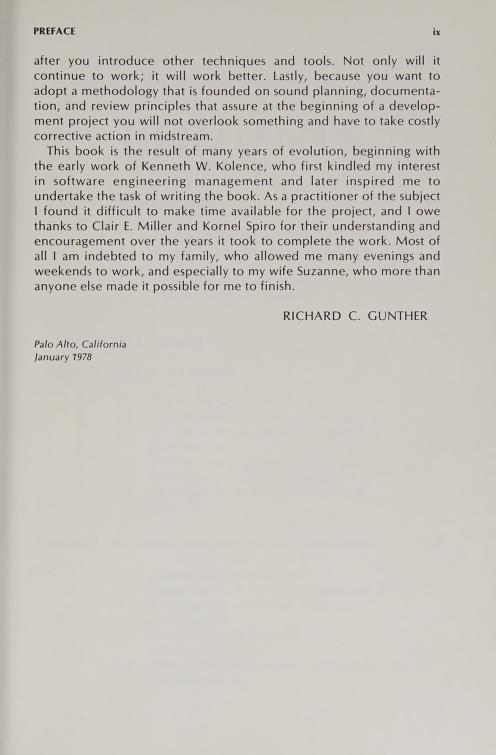 PREFACE ix
after you introduce other techniques and tools. Not only will it
continue to work; it will work better. Lastly, because you want to
adopt a methodology that is founded on sound planning, documenta-
tion, and review principles that assure at the beginning of a develop-
ment project you will not overlook something and have to take costly
corrective action in midstream.
This book is the result of many years of evolution, beginning with
the early work of Kenneth W. Kolence, who first kindled my interest
in software engineering management and later inspired me to
undertake the task of writing the book. As a practitioner of the subject
I found it difficult to make time available for the project, and I owe
thanks to Clair E. Miller and Kornel Spiro for their understanding and
encouragement over the years it took to complete the work. Most of
all I am indebted to my family, who allowed me many evenings and
weekends to work, and especially to my wife Suzanne, who more than
anyone else made it possible for me to finish.
RICHARD C. GUNTHER
Palo Alto, California
January 1978